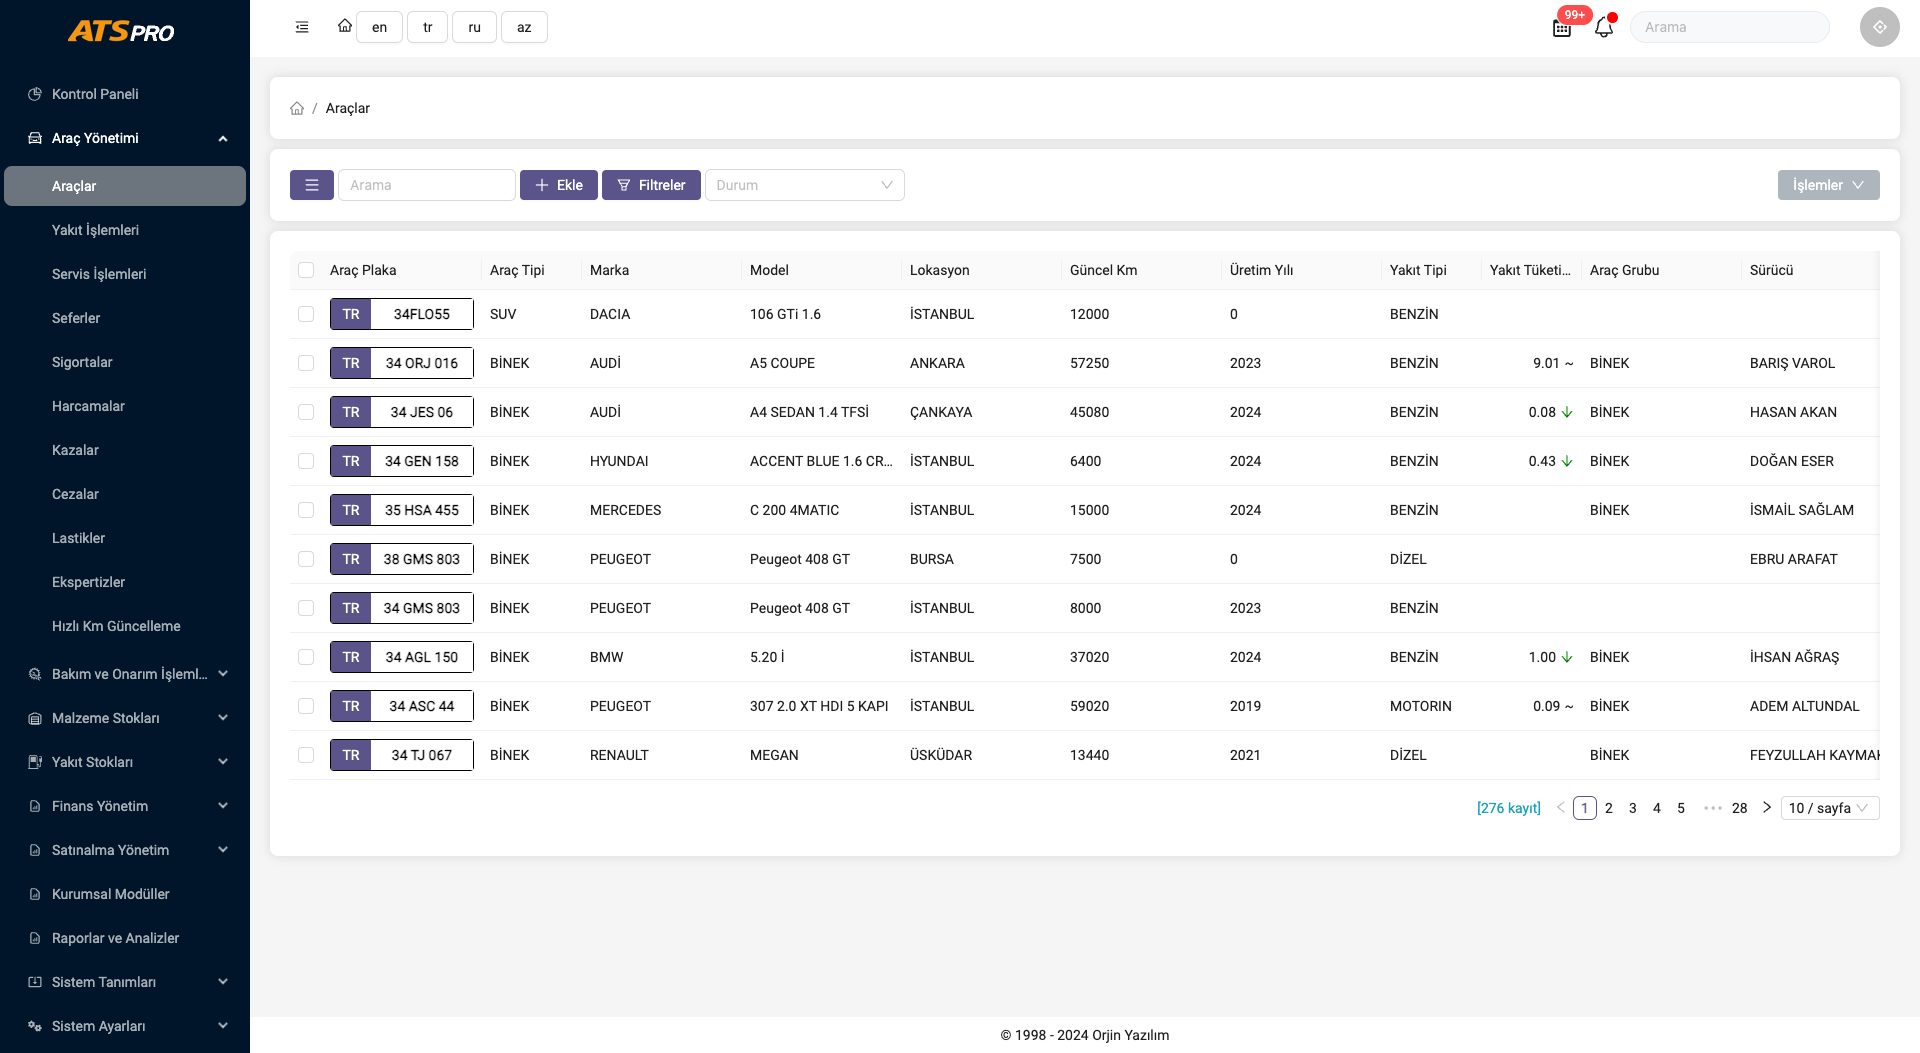 ATSPRO
Kontrol Paneli
Araç Yönetimi
Araçlar
Yakıt İşlemleri
Servis İşlemleri
Seferler
Sigortalar
Harcamalar
Kazalar
Cezalar
Lastikler
Ekspertizler
Hızlı Km Güncelleme
Bakım ve Onarım İşleml...
Malzeme Stokları
Yakıt Stokları
Finans Yönetim
Satınalma Yönetim
Kurumsal Modüller
Raporlar ve Analizler
Sistem Tanımları
Sistem Ayarları
en tr ru az 99+ Arama
/ Araçlar
Arama + Ekle Filtreler Durum İşlemler
Araç Plaka Araç Tipi Marka Model Lokasyon Güncel Km Üretim Yılı Yakıt Tipi Yakıt Tüketi... Araç Grubu Sürücü
TR 34FLO55 SUV DACIA 106 GTi 1.6 İSTANBUL 12000 0 BENZİN
TR 34 ORJ 016 BİNEK AUDİ A5 COUPE ANKARA 57250 2023 BENZİN 9.01 ~ BİNEK BARIŞ VAROL
TR 34 JES 06 BİNEK AUDİ A4 SEDAN 1.4 TFSİ ÇANKAYA 45080 2024 BENZİN 0.08 ↓ BİNEK HASAN AKAN
TR 34 GEN 158 BİNEK HYUNDAI ACCENT BLUE 1.6 CR... İSTANBUL 6400 2024 BENZİN 0.43 ↓ BİNEK DOĞAN ESER
TR 35 HSA 455 BİNEK MERCEDES C 200 4MATIC İSTANBUL 15000 2024 BENZİN BİNEK İSMAİL SAĞLAM
TR 38 GMS 803 BİNEK PEUGEOT Peugeot 408 GT BURSA 7500 0 DİZEL EBRU ARAFAT
TR 34 GMS 803 BİNEK PEUGEOT Peugeot 408 GT İSTANBUL 8000 2023 BENZİN
TR 34 AGL 150 BİNEK BMW 5.20 İ İSTANBUL 37020 2024 BENZİN 1.00 ↓ BİNEK İHSAN AĞRAŞ
TR 34 ASC 44 BİNEK PEUGEOT 307 2.0 XT HDI 5 KAPI İSTANBUL 59020 2019 MOTORIN 0.09 ~ BİNEK ADEM ALTUNDAL
TR 34 TJ 067 BİNEK RENAULT MEGAN ÜSKÜDAR 13440 2021 DİZEL BİNEK FEYZULLAH KAYMAK
[276 kayıt] < 1 2 3 4 5 ••• 28 > 10 / sayfa
© 1998 - 2024 Orjin Yazılım